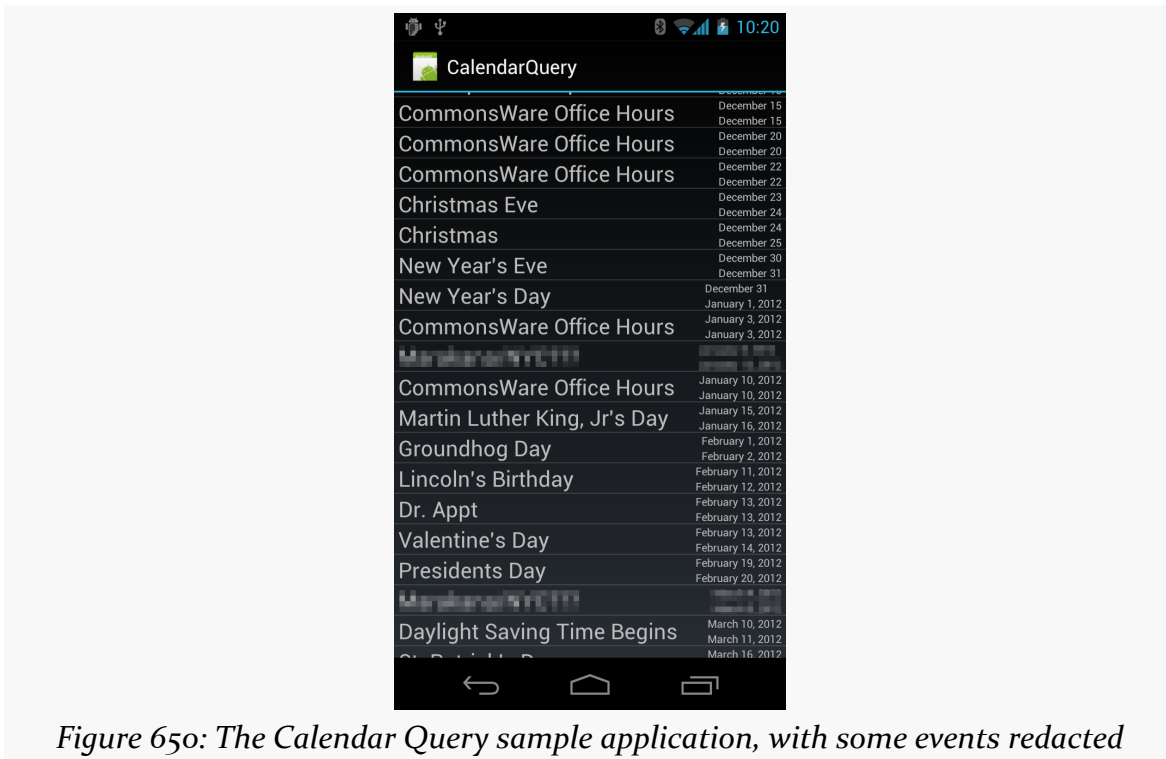 10:20
CalendarQuery
CommonsWare Office Hours
December 15
December 15
CommonsWare Office Hours
December 20
December 20
CommonsWare Office Hours
December 22
December 22
Christmas Eve
December 23
December 24
Christmas
December 24
December 25
New Year's Eve
December 30
December 31
New Year's Day
December 31
January 1, 2012
CommonsWare Office Hours
January 3, 2012
January 3, 2012
CommonsWare Office Hours
January 10, 2012
January 10, 2012
Martin Luther King, Jr's Day
January 15, 2012
January 16, 2012
Groundhog Day
February 1, 2012
February 2, 2012
Lincoln's Birthday
February 11, 2012
February 12, 2012
Dr. Appt
February 13, 2012
February 13, 2012
Valentine's Day
February 13, 2012
February 14, 2012
Presidents Day
February 19, 2012
February 20, 2012
Daylight Saving Time Begins
March 10, 2012
March 11, 2012
March 16, 2012
Figure 650: The Calendar Query sample application, with some events redacted